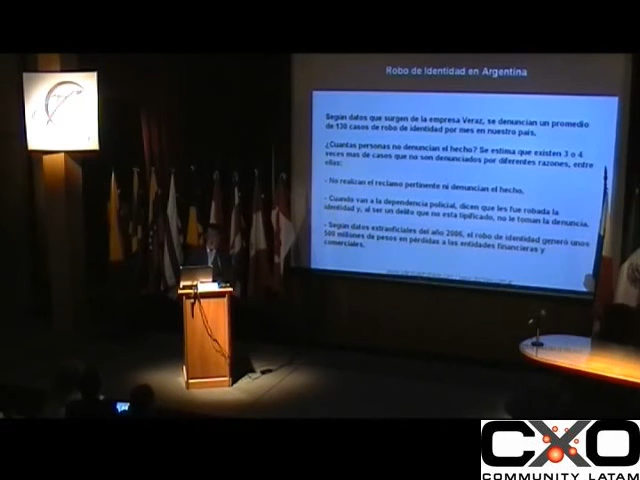 Robo de Identidad en Argentina
Según datos que surgen de la empresa Veraz, se denuncian un promedio
de 130 casos de robo de identidad por mes en nuestro país.
¿Cuantas personas no denuncian el hecho? Se estima que existen 3 o 4
veces mas de casos que no son denunciados por diferentes razones, entre
ellas:
- No realizan el reclamo pertinente ni denuncian el hecho.
- Cuando van a la dependencia policial, dicen que les fue robada la
identidad y, al ser un delito que no esta tipificado, no le toman la denuncia.
- Según datos extraoficiales del año 2006, el robo de identidad generó unos
500 millones de pesos en pérdidas a las entidades financieras y
comerciales.
CXO
COMMUNITY LATAM